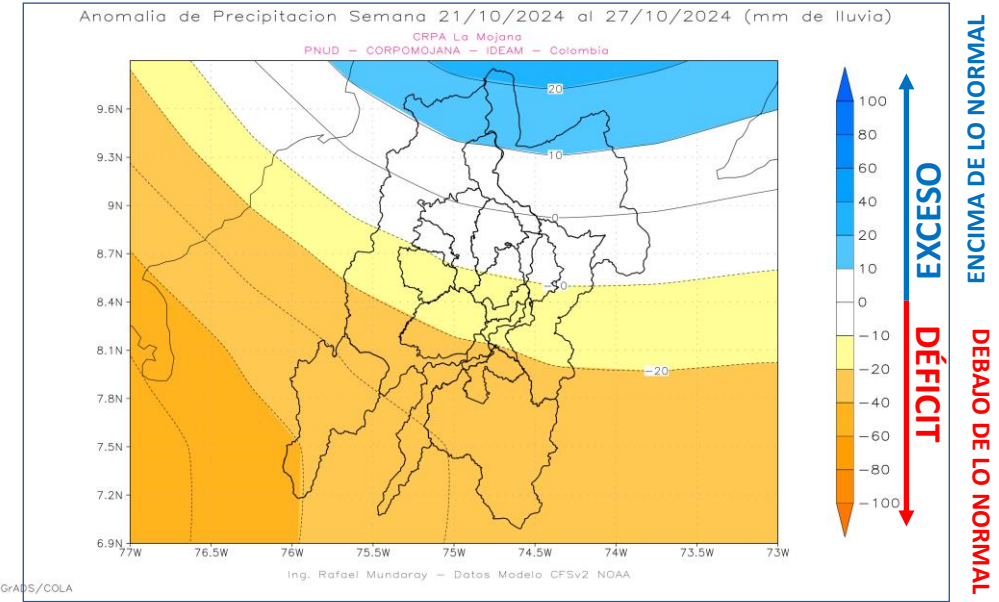 Anomalia de Precipitacion Semana 21/10/2024 al 27/10/2024 (mm de lluvia)
CRPA La Mojana
PNUD – CORPOMOJANA – IDEAM – Colombia
9.6N
9.3N
9N
8.7N
8.4N
8.1N
7.8N
7.5N
7.2N
6.9N
77W
76.5W
76W
75.5W
75W
74.5W
74W
73.5W
73W
20
10
0
−20
100
80
60
40
20
10
0
−10
−20
−40
−60
−80
−100
EXCESO
DÉFICIT
ENCIMA DE LO NORMAL
DEBAJO DE LO NORMAL
Ing. Rafael Mundaray – Datos Modelo CFSv2 NOAA
GrADS/COLA